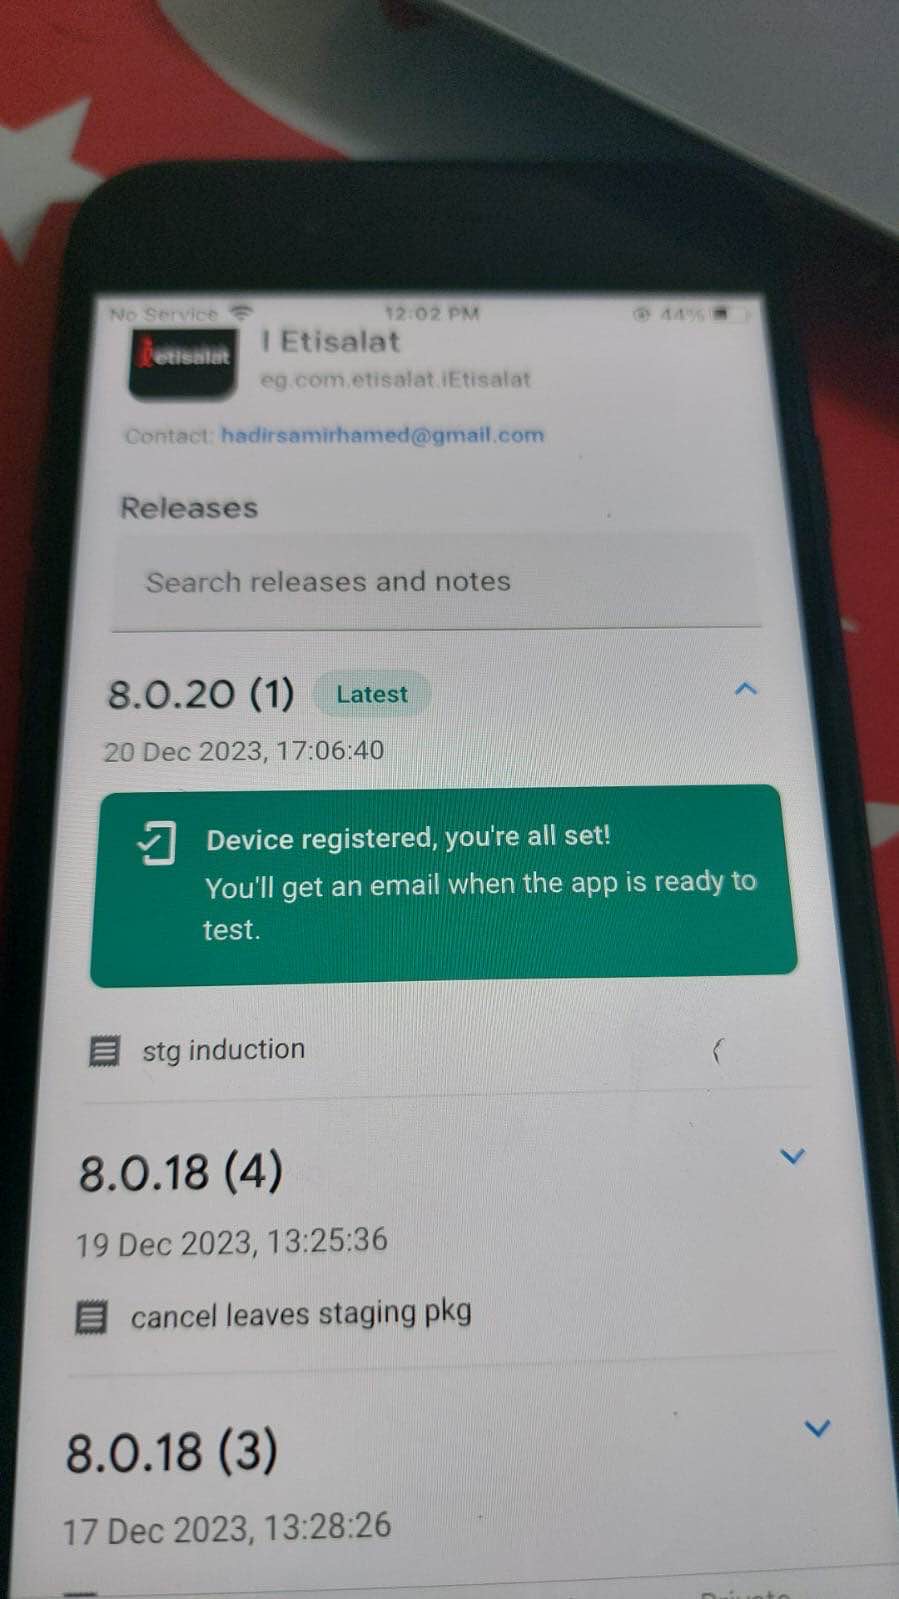 No Service 12:02 PM 44%
etisalat
I Etisalat
eg.com.etisalat.iEtisalat
Contact: hadirsamirhamed@gmail.com
Releases
Search releases and notes
8.0.20 (1) Latest
20 Dec 2023, 17:06:40
Device registered, you're all set!
You'll get an email when the app is ready to
test.
stg induction
8.0.18 (4)
19 Dec 2023, 13:25:36
cancel leaves staging pkg
8.0.18 (3)
17 Dec 2023, 13:28:26